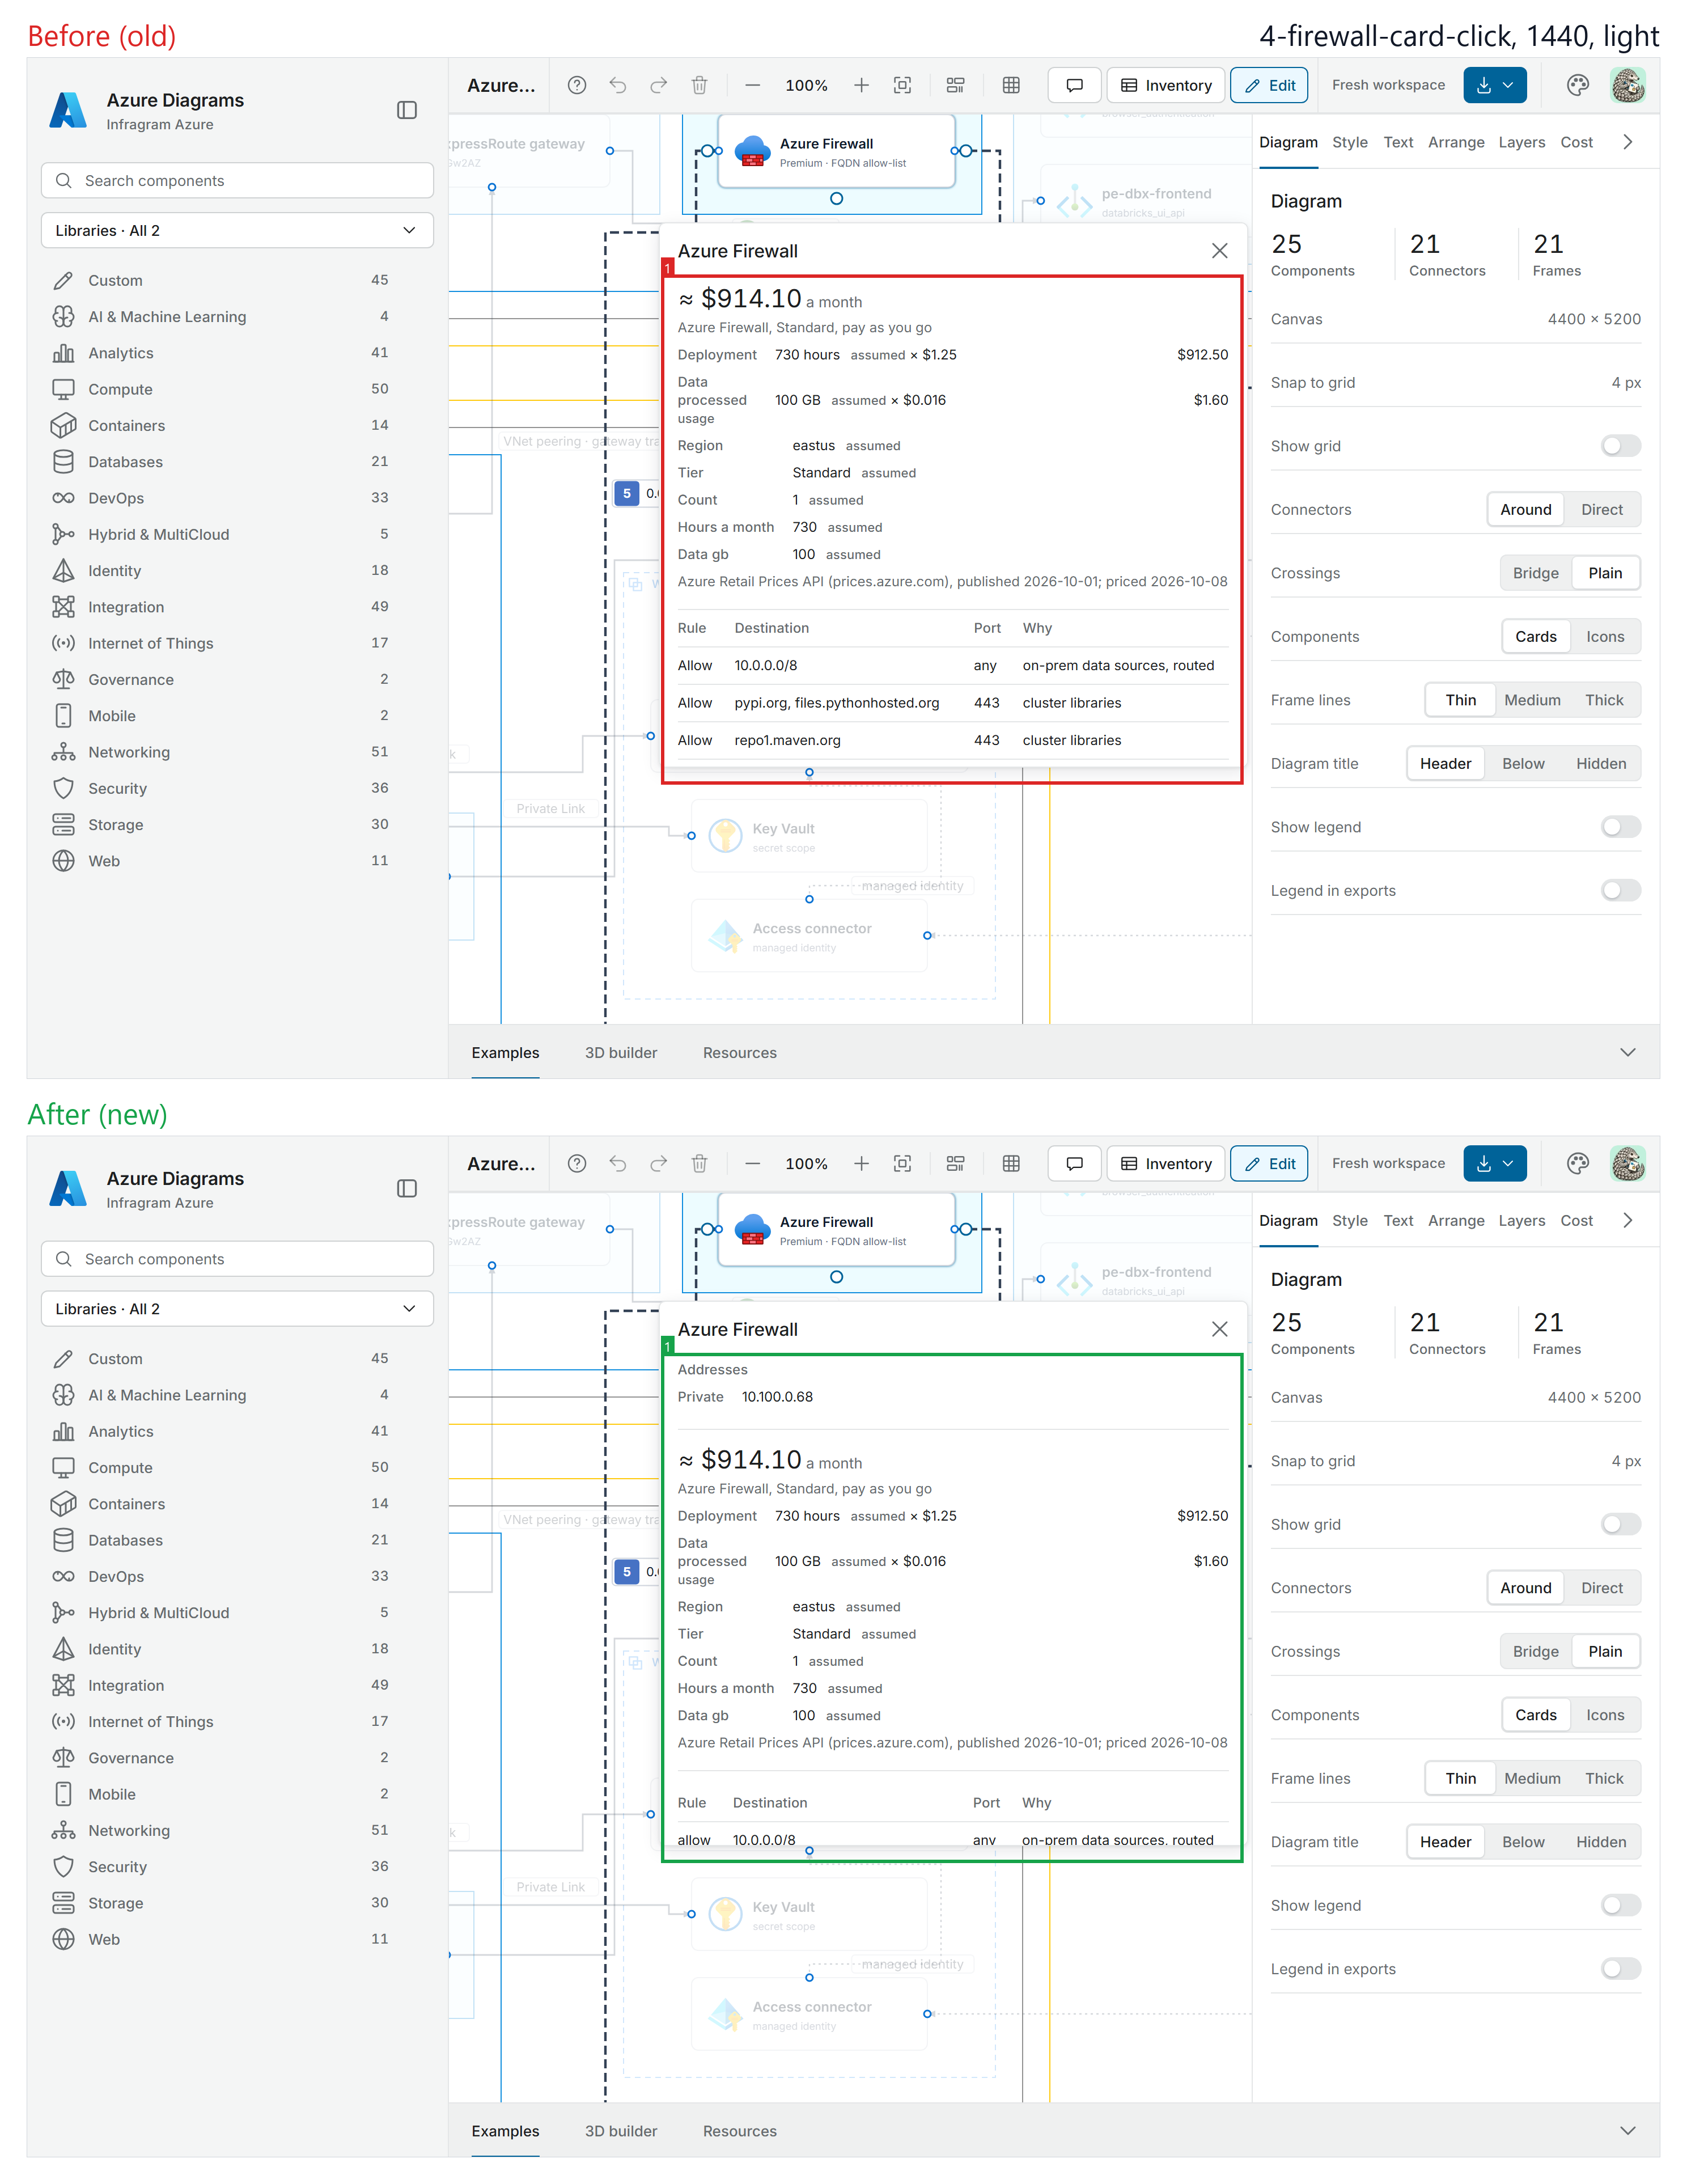 Before (old)
4-firewall-card-click, 1440, light
Azure Diagrams
Infragram Azure
Search components
Libraries · All 2
Custom 45
AI & Machine Learning 4
Analytics 41
Compute 50
Containers 14
Databases 21
DevOps 33
Hybrid & MultiCloud 5
Identity 18
Integration 49
Internet of Things 17
Governance 2
Mobile 2
Networking 51
Security 36
Storage 30
Web 11
Azure...
100%
Inventory
Edit
Fresh workspace
xpressRoute gateway
Gw2AZ
Azure Firewall
Premium · FQDN allow-list
pe-dbx-frontend
databricks_ui_api
VNet peering · gateway tra
5 0.
Private Link
Azure Firewall
1
≈ $914.10 a month
Azure Firewall, Standard, pay as you go
Deployment 730 hours assumed × $1.25 $912.50
Data processed usage 100 GB assumed × $0.016 $1.60
Region eastus assumed
Tier Standard assumed
Count 1 assumed
Hours a month 730 assumed
Data gb 100 assumed
Azure Retail Prices API (prices.azure.com), published 2026-10-01; priced 2026-10-08
Rule Destination Port Why
Allow 10.0.0.0/8 any on-prem data sources, routed
Allow pypi.org, files.pythonhosted.org 443 cluster libraries
Allow repo1.maven.org 443 cluster libraries
Key Vault
secret scope
managed identity
Access connector
managed identity
Diagram Style Text Arrange Layers Cost
Diagram
25 21 21
Components Connectors Frames
Canvas 4400 × 5200
Snap to grid 4 px
Show grid
Connectors Around Direct
Crossings Bridge Plain
Components Cards Icons
Frame lines Thin Medium Thick
Diagram title Header Below Hidden
Show legend
Legend in exports
Examples 3D builder Resources
After (new)
Azure Diagrams
Infragram Azure
Search components
Libraries · All 2
Custom 45
AI & Machine Learning 4
Analytics 41
Compute 50
Containers 14
Databases 21
DevOps 33
Hybrid & MultiCloud 5
Identity 18
Integration 49
Internet of Things 17
Governance 2
Mobile 2
Networking 51
Security 36
Storage 30
Web 11
Azure...
100%
Inventory
Edit
Fresh workspace
xpressRoute gateway
Gw2AZ
Azure Firewall
Premium · FQDN allow-list
pe-dbx-frontend
databricks_ui_api
VNet peering · gateway tra
5 0.
Private Link
Azure Firewall
1
Addresses
Private 10.100.0.68
≈ $914.10 a month
Azure Firewall, Standard, pay as you go
Deployment 730 hours assumed × $1.25 $912.50
Data processed usage 100 GB assumed × $0.016 $1.60
Region eastus assumed
Tier Standard assumed
Count 1 assumed
Hours a month 730 assumed
Data gb 100 assumed
Azure Retail Prices API (prices.azure.com), published 2026-10-01; priced 2026-10-08
Rule Destination Port Why
allow 10.0.0.0/8 any on-prem data sources, routed
Key Vault
secret scope
managed identity
Access connector
managed identity
Diagram Style Text Arrange Layers Cost
Diagram
25 21 21
Components Connectors Frames
Canvas 4400 × 5200
Snap to grid 4 px
Show grid
Connectors Around Direct
Crossings Bridge Plain
Components Cards Icons
Frame lines Thin Medium Thick
Diagram title Header Below Hidden
Show legend
Legend in exports
Examples 3D builder Resources